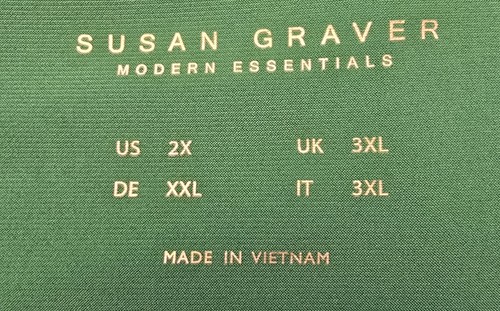 SUSAN GRAVER
MODERN ESSENTIALS
US 2X UK 3XL
DE XXL IT 3XL
MADE IN VIETNAM